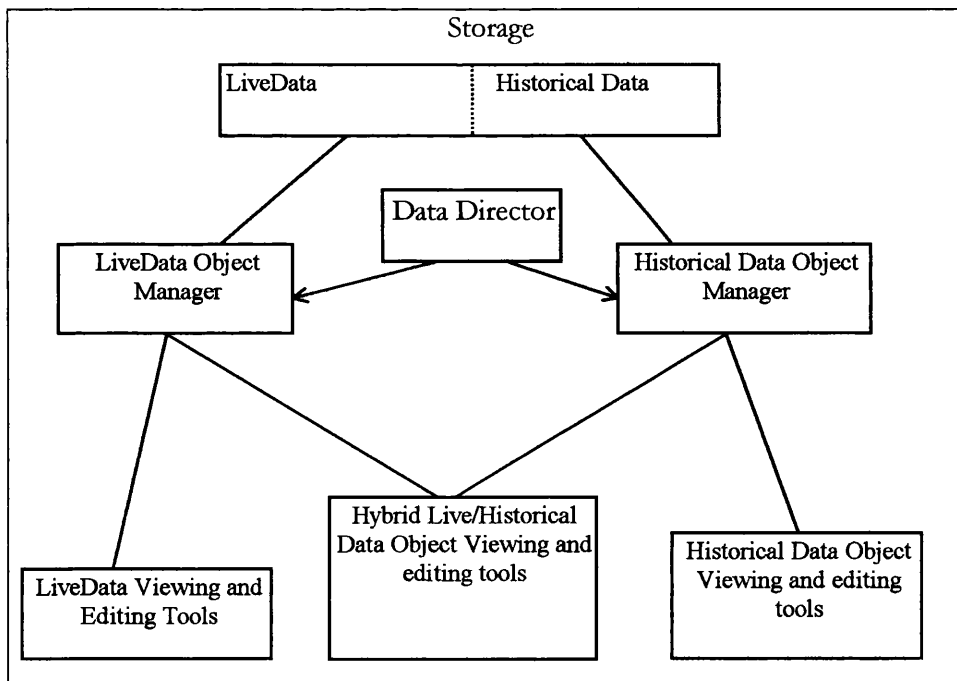 Storage
LiveData
Historical Data
Data Director
LiveData Object
Manager
Historical Data Object
Manager
Hybrid Live/Historical
Data Object Viewing and
editing tools
Historical Data Object
Viewing and editing
tools
LiveData Viewing and
Editing Tools